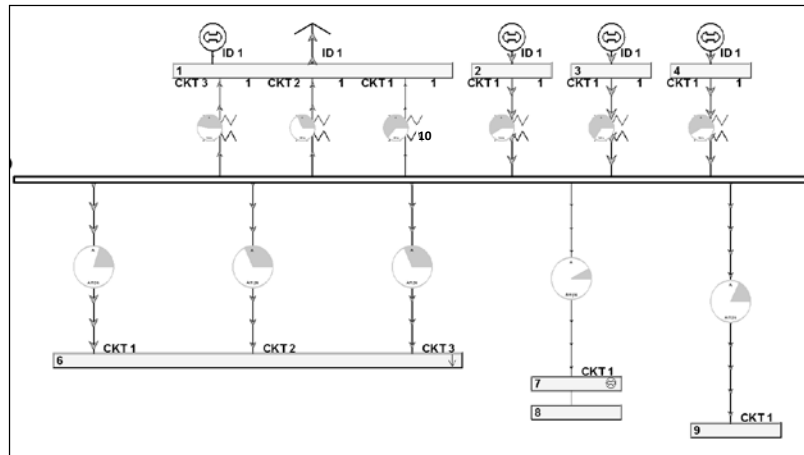 ID 1 ID 1 ID 1 ID 1 ID 1
1 2 3 4
CKT 3 1 CKT 2 1 CKT 1 1 CKT 1 1 CKT 1 1 CKT 1 1
10
CKT 1 CKT 2 CKT 3
6
CKT 1
7
8
CKT 1
9